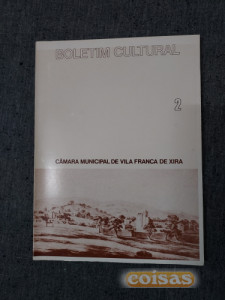 BOLETIM CULTURAL
2
CÂMARA MUNICIPAL DE VILA FRANCA DE XIRA
coisas